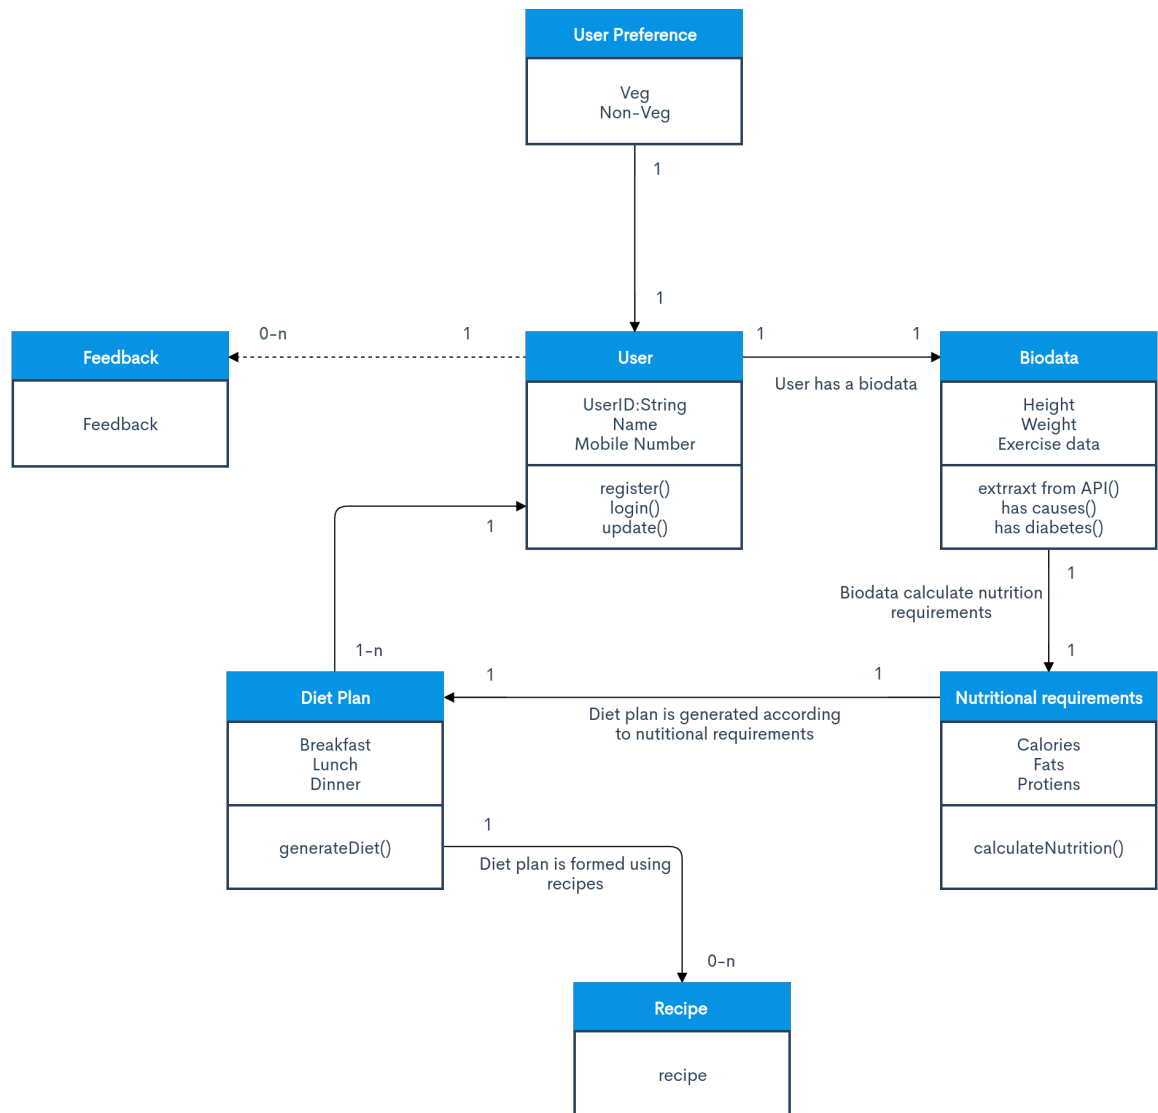 User Preference
Veg
Non-Veg
1
1
0-n
1
1
1
Feedback
User
Biodata
User has a biodata
Feedback
UserID:String
Name
Mobile Number
Height
Weight
Exercise data
register()
login()
update()
extrraxt from API()
has causes()
has diabetes()
1
1
Biodata calculate nutrition
requirements
1-n
1
1
1
Diet Plan
Nutritional requirements
Diet plan is generated according
to nutitional requirements
Breakfast
Lunch
Dinner
Calories
Fats
Protiens
generateDiet()
1
calculateNutrition()
Diet plan is formed using
recipes
0-n
Recipe
recipe